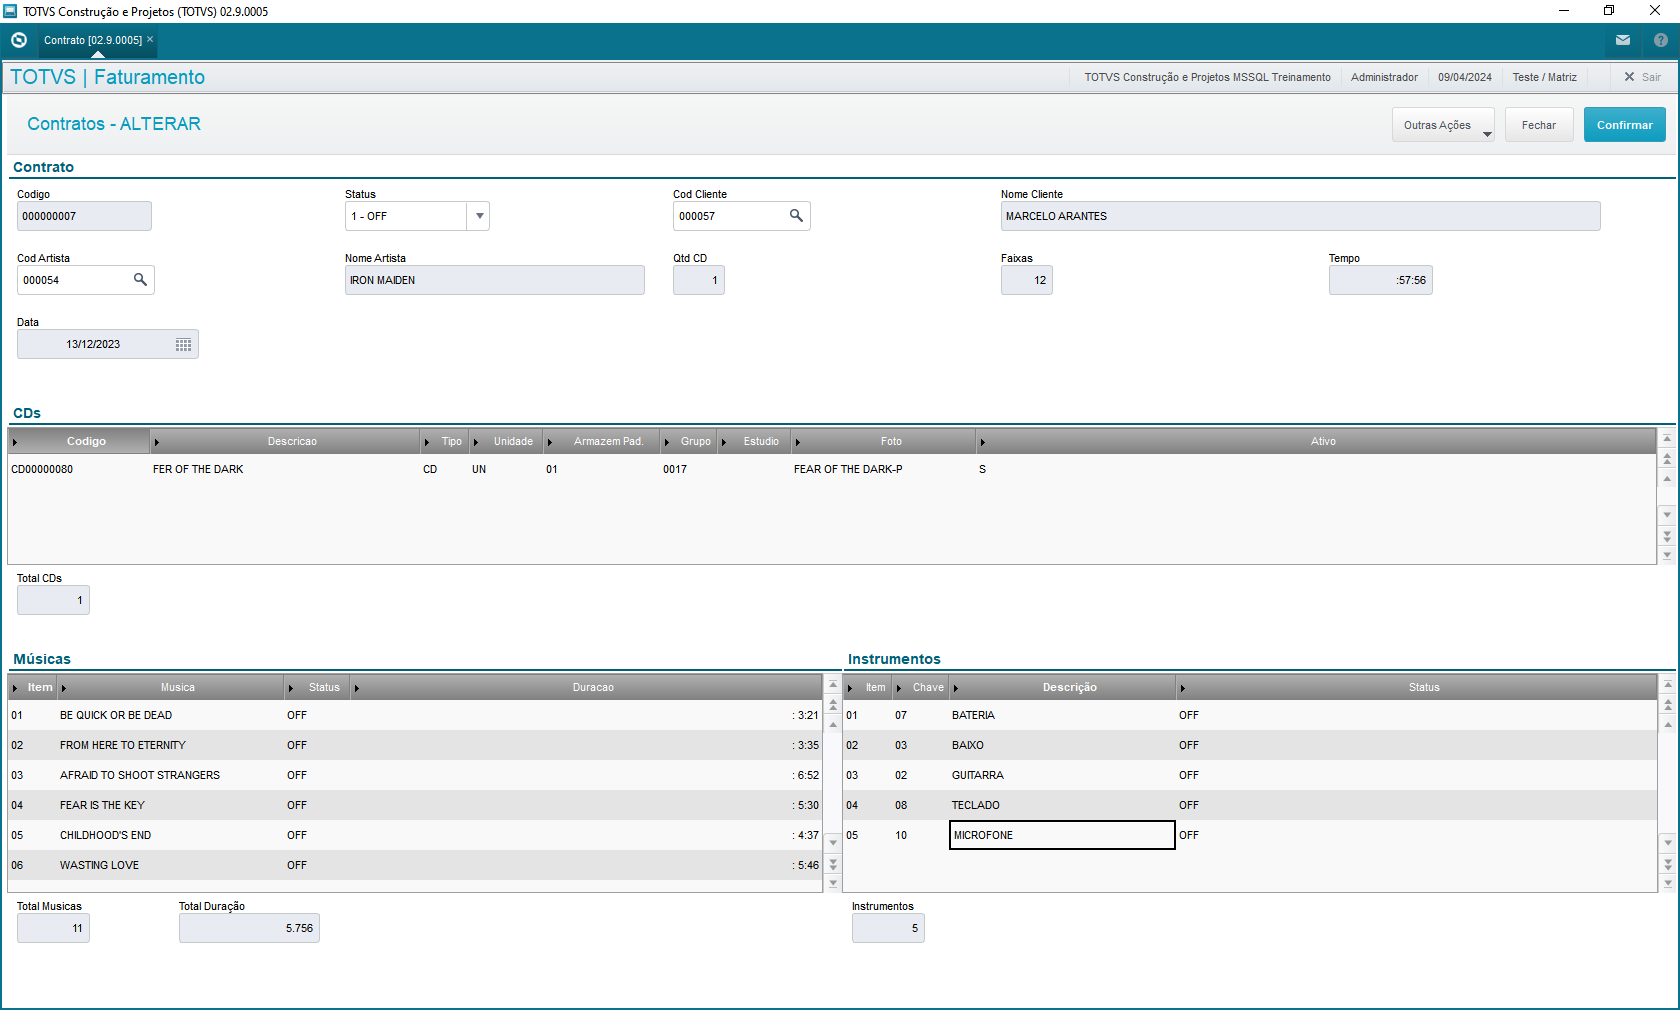 TOTVS Construção e Projetos (TOTVS) 02.9.0005
Contrato [02.9.0005]
TOTVS | Faturamento
TOTVS Construção e Projetos MSSQL Treinamento
Administrador
09/04/2024
Teste / Matriz
Sair
Contratos - ALTERAR
Outras Ações
Fechar
Confirmar
Contrato
Codigo
Status
Cod Cliente
Nome Cliente
000000007
1 - OFF
000057
MARCELO ARANTES
Cod Artista
Nome Artista
Qtd CD
Faixas
Tempo
000054
IRON MAIDEN
1
12
:57:56
Data
13/12/2023
CDs
Codigo Descricao Tipo Unidade Armazem Pad. Grupo Estudio Foto Ativo
CD00000080 FER OF THE DARK CD UN 01 0017 FEAR OF THE DARK-P S
Total CDs
1
Músicas
Item Musica Status Duracao
01 BE QUICK OR BE DEAD OFF : 3:21
02 FROM HERE TO ETERNITY OFF : 3:35
03 AFRAID TO SHOOT STRANGERS OFF : 6:52
04 FEAR IS THE KEY OFF : 5:30
05 CHILDHOOD'S END OFF : 4:37
06 WASTING LOVE OFF : 5:46
Total Musicas
Total Duração
11
5.756
Instrumentos
Item Chave Descrição Status
01 07 BATERIA OFF
02 03 BAIXO OFF
03 02 GUITARRA OFF
04 08 TECLADO OFF
05 10 MICROFONE OFF
Instrumentos
5